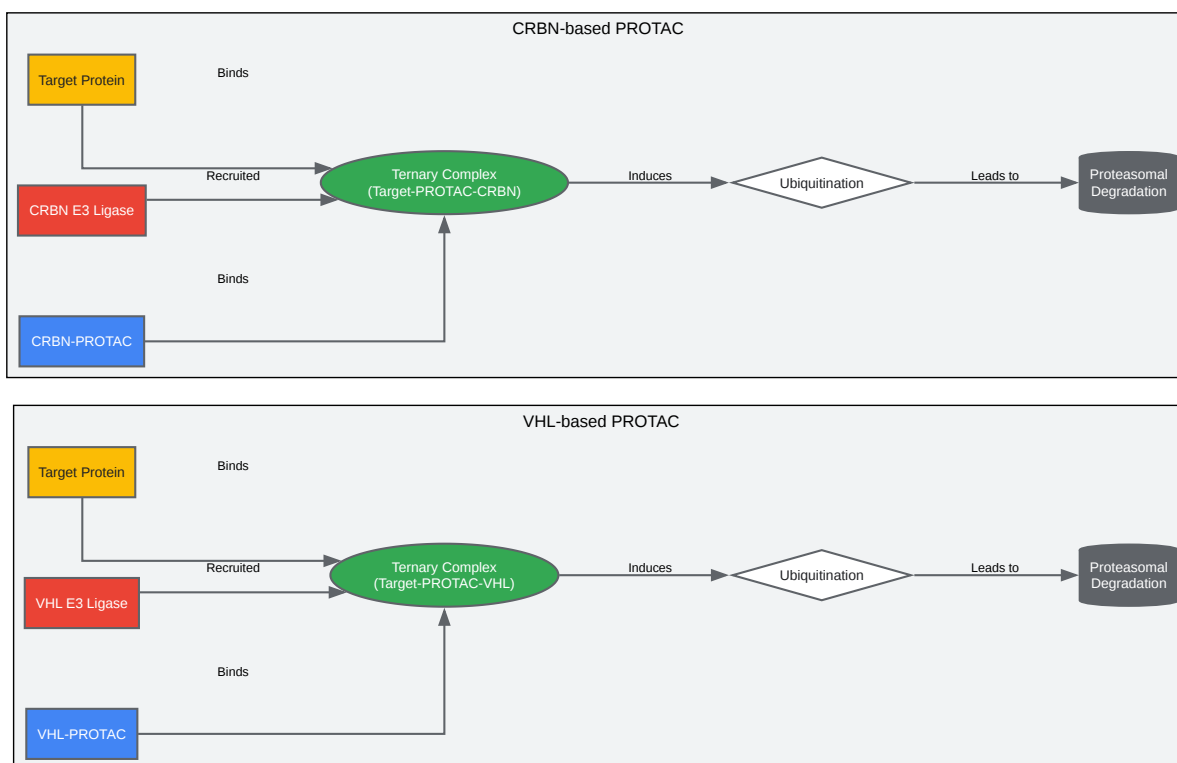 CRBN-based PROTAC
Target Protein
Binds
Recruited
CRBN E3 Ligase
Ternary Complex
(Target-PROTAC-CRBN)
Induces
Ubiquitination
Leads to
Proteasomal
Degradation
Binds
CRBN-PROTAC
VHL-based PROTAC
Target Protein
Binds
Recruited
VHL E3 Ligase
Ternary Complex
(Target-PROTAC-VHL)
Induces
Ubiquitination
Leads to
Proteasomal
Degradation
Binds
VHL-PROTAC